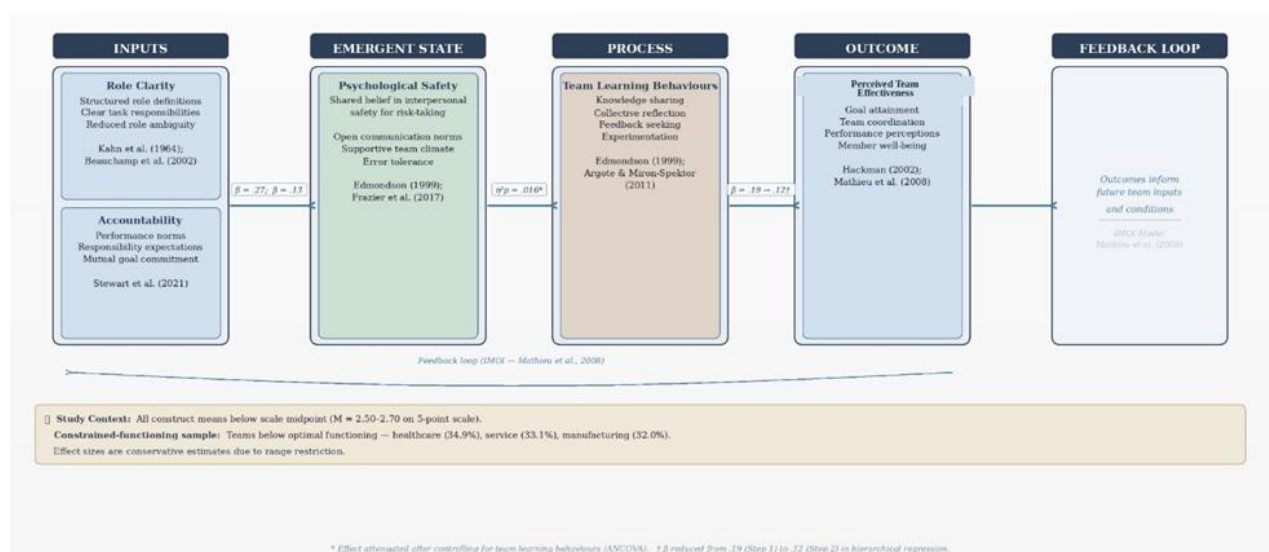 INPUTS
Role Clarity
Structured role definitions
Clear task responsibilities
Reduced role ambiguity
Kahn et al. (1964);
Beauchamp et al. (2002)
Accountability
Performance norms
Responsibility expectations
Mutual goal commitment
Stewart et al. (2021)
β = .27; β = .13
EMERGENT STATE
Psychological Safety
Shared belief in interpersonal
safety for risk-taking
Open communication norms
Supportive team climate
Error tolerance
Edmondson (1999);
Frazier et al. (2017)
η²p = .016*
PROCESS
Team Learning Behaviours
Knowledge sharing
Collective reflection
Feedback seeking
Experimentation
Edmondson (1999);
Argote & Miron-Spektor
(2011)
β = .19 → .12†
OUTCOME
Perceived Team
Effectiveness
Goal attainment
Team coordination
Performance perceptions
Member well-being
Hackman (2002);
Mathieu et al. (2008)
FEEDBACK LOOP
Outcomes inform
future team inputs
and conditions
IMOI Model
Mathieu et al. (2008)
Feedback loop (IMOI — Mathieu et al., 2008)
Study Context: All construct means below scale midpoint (M = 2.50-2.70 on 5-point scale).
Constrained-functioning sample: Teams below optimal functioning — healthcare (34.9%), service (33.1%), manufacturing (32.0%).
Effect sizes are conservative estimates due to range restriction.
* Effect attenuated after controlling for team learning behaviours (ANCOVA). † β reduced from .19 (Step 1) to .12 (Step 2) in hierarchical regression.